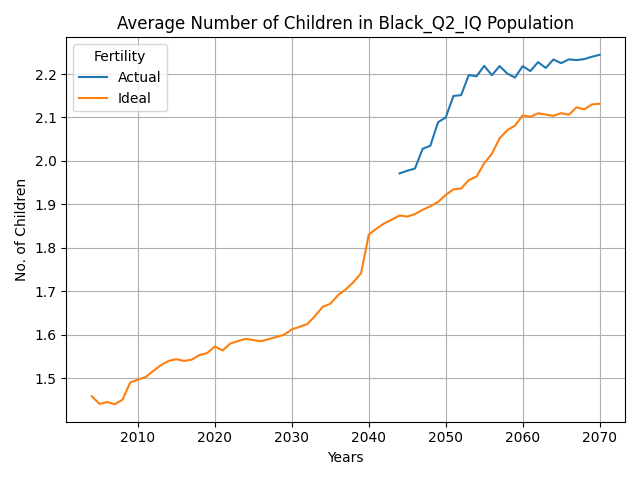 Average Number of Children in Black_Q2_IQ Population
Fertility
Actual
Ideal
No. of Children
2.2
2.1
2.0
1.9
1.8
1.7
1.6
1.5
2010 2020 2030 2040 2050 2060 2070
Years